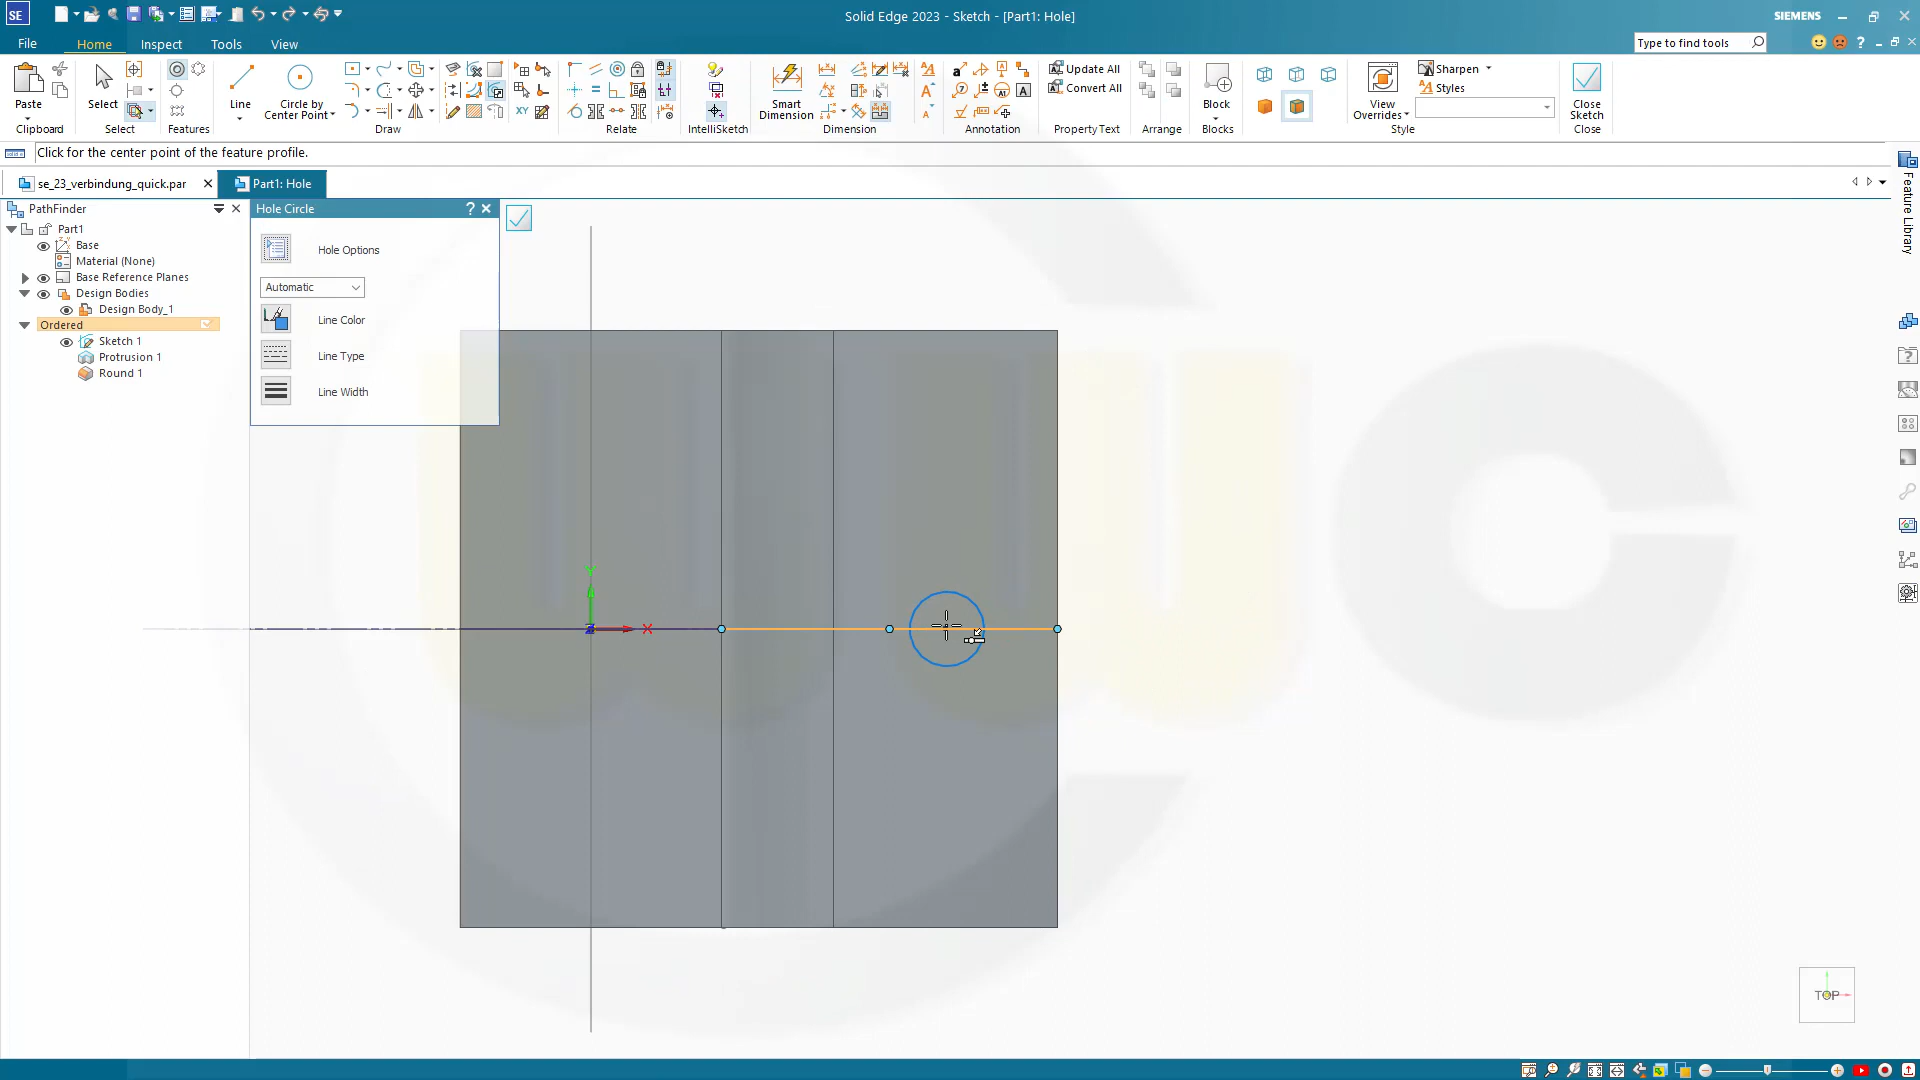 Solid Edge 2023 - Sketch - [Part1: Hole]
SIEMENS
SE
File
Home
Inspect
Tools
View
Type to find tools
Paste
Clipboard
Select
Select
Features
Line
Circle by
Center Point
Draw
Relate
IntelliSketch
Smart
Dimension
Dimension
Annotation
Update All
Convert All
PropertyText
Arrange
Block
Blocks
View
Overrides
Sharpen
Styles
Style
Close
Sketch
Close
Click for the center point of the feature profile.
se_23_verbindung_quick.par
Part1: Hole
PathFinder
Part1
Base
Material (None)
Base Reference Planes
Design Bodies
Design Body_1
Ordered
Sketch 1
Protrusion 1
Round 1
Hole Circle
Hole Options
Automatic
Line Color
Line Type
Line Width
Feature Library
Y
Z
X
TOP